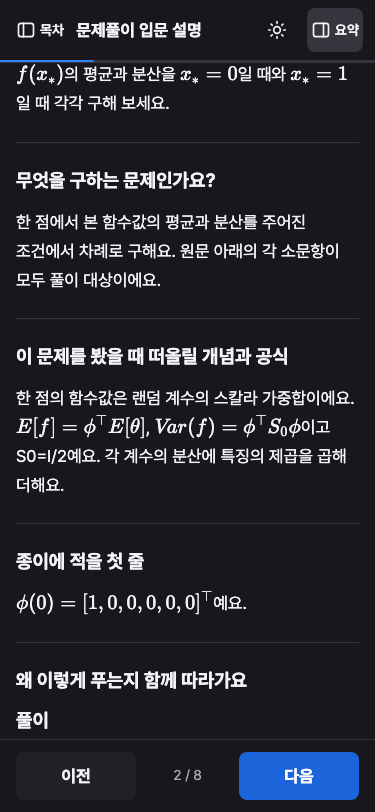 목차 문제풀이 입문 설명 요약
f(x_*)의 평균과 분산을 x_* = 0일 때와 x_* = 1
일 때 각각 구해 보세요.
무엇을 구하는 문제인가요?
한 점에서 본 함수값의 평균과 분산를 주어진
조건에서 차례로 구해요. 원문 아래의 각 소문항이
모두 풀이 대상이에요.
이 문제를 봤을 때 떠올릴 개념과 공식
한 점의 함수값은 랜덤 계수의 스칼라 가중합이에요.
E[f] = ϕ^⊤E[θ], Var(f) = ϕ^⊤S₀ϕ이고
S0=I/2예요. 각 계수의 분산에 특징의 제곱을 곱해
더해요.
종이에 적을 첫 줄
ϕ(0) = [1, 0, 0, 0, 0, 0]^⊤예요.
왜 이렇게 푸는지 함께 따라가요
풀이
이전 2 / 8 다음